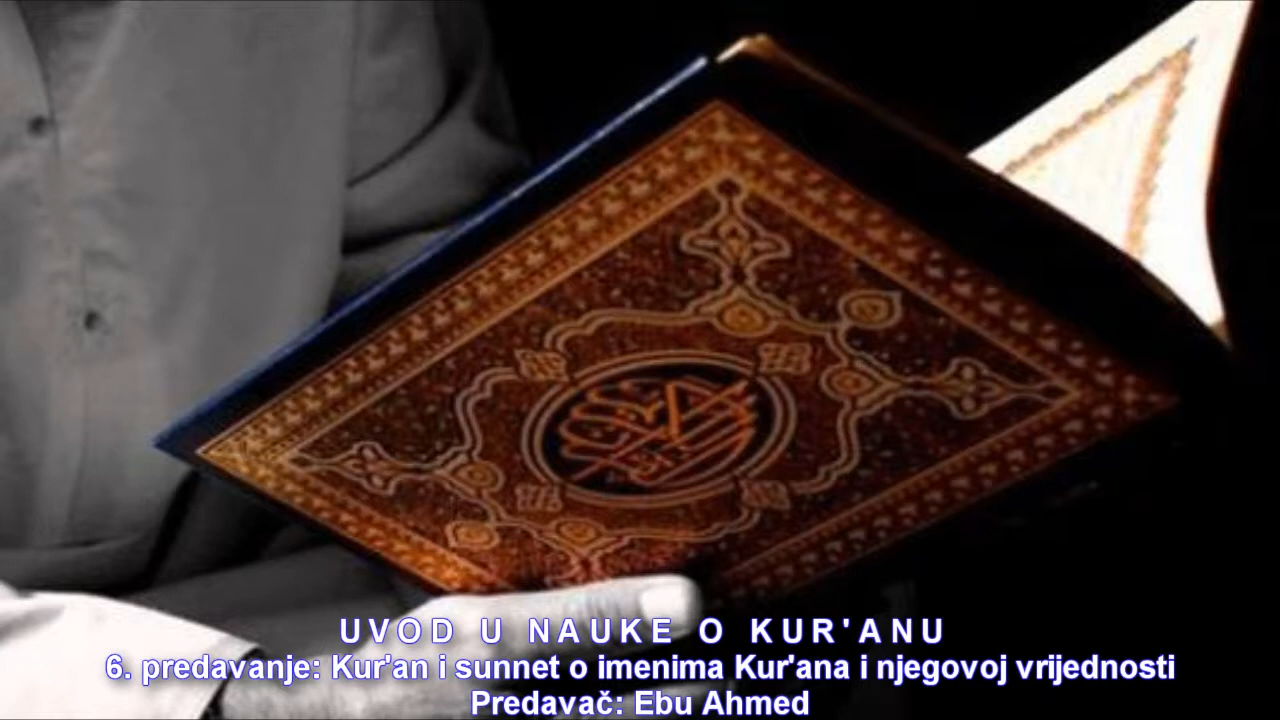 UVOD U NAUKE O KUR'ANU
6. predavanje: Kur'an i sunnet o imenima Kur'ana i njegovoj vrijednosti
Predavač: Ebu Ahmed